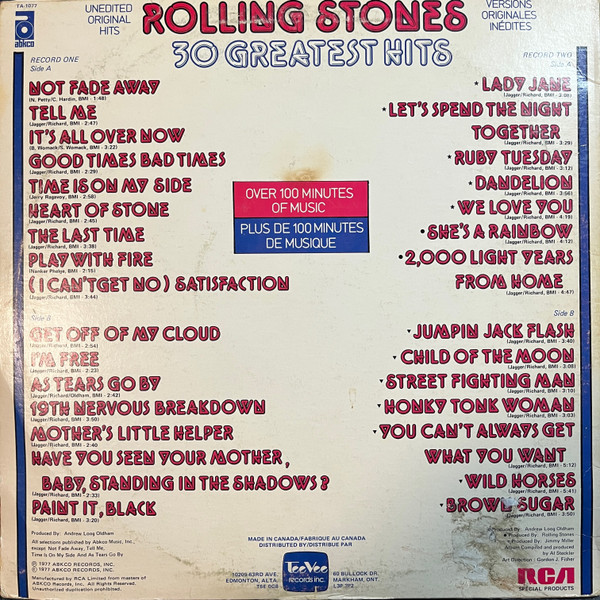 TA-1077
abkco
UNEDITED
ORIGINAL
HITS
ROLLING STONES
30 GREATEST HITS
VERSIONS
ORIGINALES
INÉDITES
RECORD ONE
Side A
NOT FADE AWAY
(N. Petty/C. Hardin, BMI - 1:48)
TELL ME
(Jagger/Richard, BMI - 2:47)
IT'S ALL OVER NOW
(B. Womack/S. Womack, BMI - 3:22)
GOOD TIMES BAD TIMES
(Jagger/Richard, BMI - 2:29)
TIME IS ON MY SIDE
(Jerry Ragovoy, BMI - 2:58)
HEART OF STONE
(Jagger/Richard, BMI - 2:45)
THE LAST TIME
(Jagger/Richard, BMI - 3:38)
PLAY WITH FIRE
(Nanker Phelge, BMI - 2:15)
(I CAN'T GET NO) SATISFACTION
(Jagger/Richard, BMI - 3:44)
Side B
GET OFF OF MY CLOUD
(Jagger/Richard, BMI - 2:54)
I'M FREE
(Jagger/Richard, BMI - 2:23)
AS TEARS GO BY
(Jagger/Richard/Oldham, BMI - 2:42)
19TH NERVOUS BREAKDOWN
(Jagger/Richard, BMI - 3:50)
MOTHER'S LITTLE HELPER
(Jagger/Richard, BMI - 2:40
HAVE YOU SEEN YOUR MOTHER,
BABY, STANDING IN THE SHADOWS?
(Jagger/Richard, BMI - 2:33)
PAINT IT, BLACK
(Jagger/Richard, BMI - 3:20)
OVER 100 MINUTES
OF MUSIC
PLUS DE 100 MINUTES
DE MUSIQUE
RECORD TWO
Side A
* LADY JANE
(Jagger/Richard, BMI - 3:08)
* LET'S SPEND THE NIGHT
TOGETHER
(Jagger/Richard, BMI - 3:29)
* RUBY TUESDAY
(Jagger/Richard, BMI - 3:12)
* DANDELION
(Jagger/Richard, BMI - 3:56)
* WE LOVE YOU
(Jagger/Richard, BMI - 4:19)
• SHE'S A RAINBOW
(Jagger/Richard, BMI - 4:12)
• 2,000 LIGHT YEARS
FROM HOME
(Jagger/Richard, BMI - 4:47)
Side B
▾ JUMPIN JACK FLASH
(Jagger/Richard, BMI - 3:40)
▾ CHILD OF THE MOON
(Jagger/Richard, BMI - 3:08)
▾ STREET FIGHTING MAN
(Jagger/Richard, BMI - 3:10)
▾ HONKY TONK WOMAN
(Jagger/Richard, BMI - 3:03)
▾ YOU CAN'T ALWAYS GET
WHAT YOU WANT
(Jagger/Richard, BMI - 5:12)
▾ WILD HORSES
(Jagger/Richard, BMI - 5:41)
▾ BROWN SUGAR
(Jagger/Richard, BMI - 3:50)
Produced By: Andrew Loog Oldham
All selections published by Abkco Music, Inc.,
except: Not Fade Away, Tell Me,
Time Is On My Side and As Tears Go By
Ⓟ 1977 ABKCO RECORDS, INC.
© 1977 ABKCO RECORDS, INC.
Manufactured by RCA Limited from masters of
ABKCO Records, Inc. All Rights Reserved.
Unauthorized duplication prohibited.
MADE IN CANADA/FABRIQUE AU CANADA
DISTRIBUTED BY/DISTRIBUE PAR
10209-63RD AVE.
EDMONTON, ALTA.
TeeVee
records inc.
BULLOCK DR.
MARKHAM, ONT.
Produced By: Andrew Loog Oldham
Produced By: Rolling Stones
Produced By: Jimmy Miller
Album Compiled and produced
by Al Steckler
Art Direction: Gordon J. Fisher
RCA
SPECIAL PRODUCTS